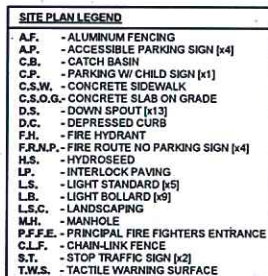 SITE PLAN LEGEND
A.F. - ALUMINUM FENCING
A.P. - ACCESSIBLE PARKING SIGN [x4]
C.B. - CATCH BASIN
C.P. - PARKING W/ CHILD SIGN [x1]
C.S.W. - CONCRETE SIDEWALK
C.S.O.G. - CONCRETE SLAB ON GRADE
D.S. - DOWN SPOUT [x13]
D.C. - DEPRESSED CURB
F.H. - FIRE HYDRANT
F.R.N.P. - FIRE ROUTE NO PARKING SIGN [x4]
H.S. - HYDROSEED
I.P. - INTERLOCK PAVING
L.S. - LIGHT STANDARD [x5]
L.B. - LIGHT BOLLARD [x9]
L.S.C. - LANDSCAPING
M.H. - MANHOLE
P.F.F.E. - PRINCIPAL FIRE FIGHTERS ENTRANCE
C.L.F. - CHAIN-LINK FENCE
S.T. - STOP TRAFFIC SIGN [x2]
T.W.S. - TACTILE WARNING SURFACE